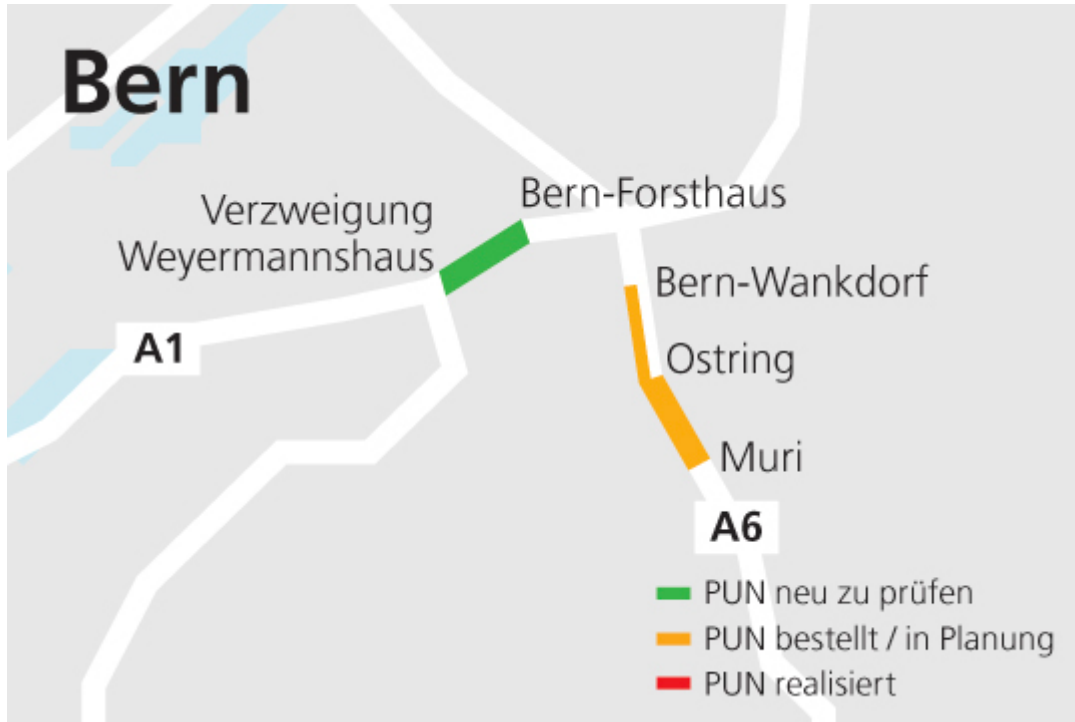 Bern
Verzweigung
Weyermannshaus
Bern-Forsthaus
Bern-Wankdorf
A1
Ostring
Muri
A6
PUN neu zu prüfen
PUN bestellt / in Planung
PUN realisiert